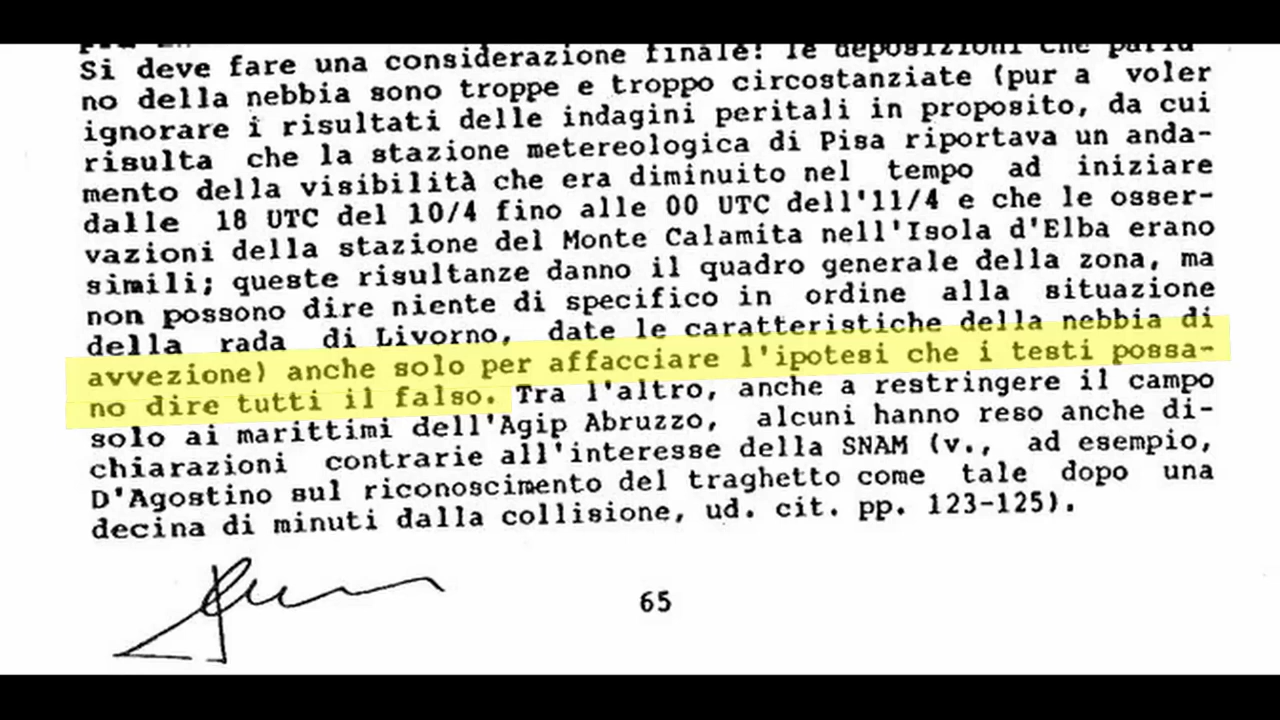 Si deve fare una considerazione finale: le deposizioni che parla-
no della nebbia sono troppe e troppo circostanziate (pur a voler
ignorare i risultati delle indagini peritali in proposito, da cui
risulta che la stazione metereologica di Pisa riportava un anda-
mento della visibilità che era diminuito nel tempo ad iniziare
dalle 18 UTC del 10/4 fino alle 00 UTC dell'11/4 e che le osser-
vazioni della stazione del Monte Calamita nell'Isola d'Elba erano
simili; queste risultanze danno il quadro generale della zona, ma
non possono dire niente di specifico in ordine alla situazione
della rada di Livorno, date le caratteristiche della nebbia di
avvezione) anche solo per affacciare l'ipotesi che i testi possa-
no dire tutti il falso. Tra l'altro, anche a restringere il campo
solo ai marittimi dell'Agip Abruzzo, alcuni hanno reso anche di-
chiarazioni contrarie all'interesse della SNAM (v., ad esempio,
D'Agostino sul riconoscimento del traghetto come tale dopo una
decina di minuti dalla collisione, ud. cit. pp. 123-125).
65